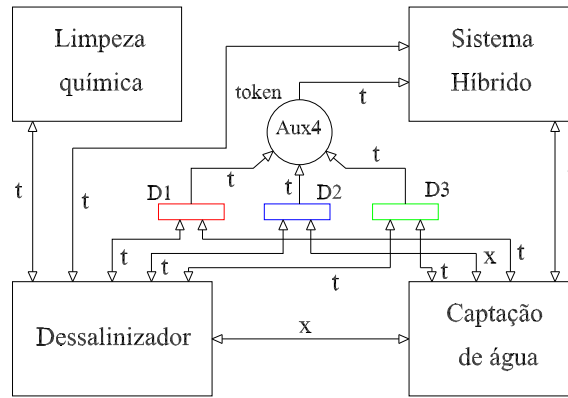 Limpeza
química
Sistema
Híbrido
token
t
Aux4
t
t
t
t
D1
D2
D3
t
t
t
x
t
t
t
t
Dessalinizador
x
Captação
de água